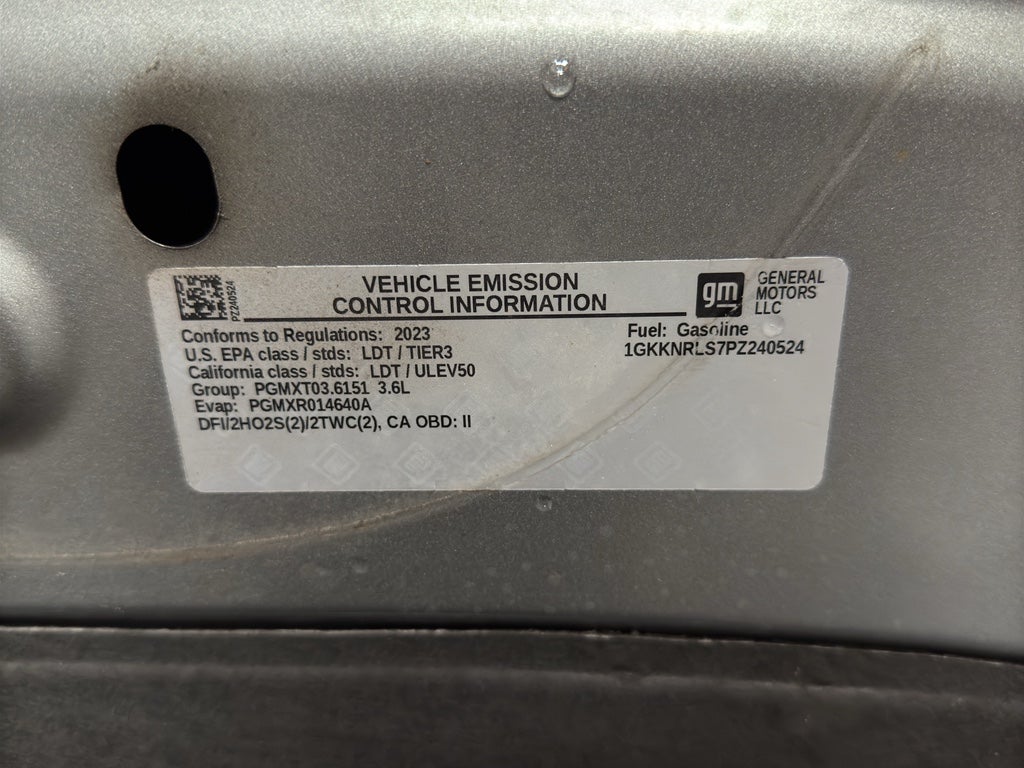 VEHICLE EMISSION
CONTROL INFORMATION
gm
GENERAL
MOTORS
LLC
PZ240524
Conforms to Regulations: 2023
U.S. EPA class / stds: LDT / TIER3
California class / stds: LDT / ULEV50
Group: PGMXT03.6151 3.6L
Evap: PGMXR014640A
DFI/2HO2S(2)/2TWC(2), CA OBD: II
Fuel: Gasoline
1GKKNRLS7PZ240524